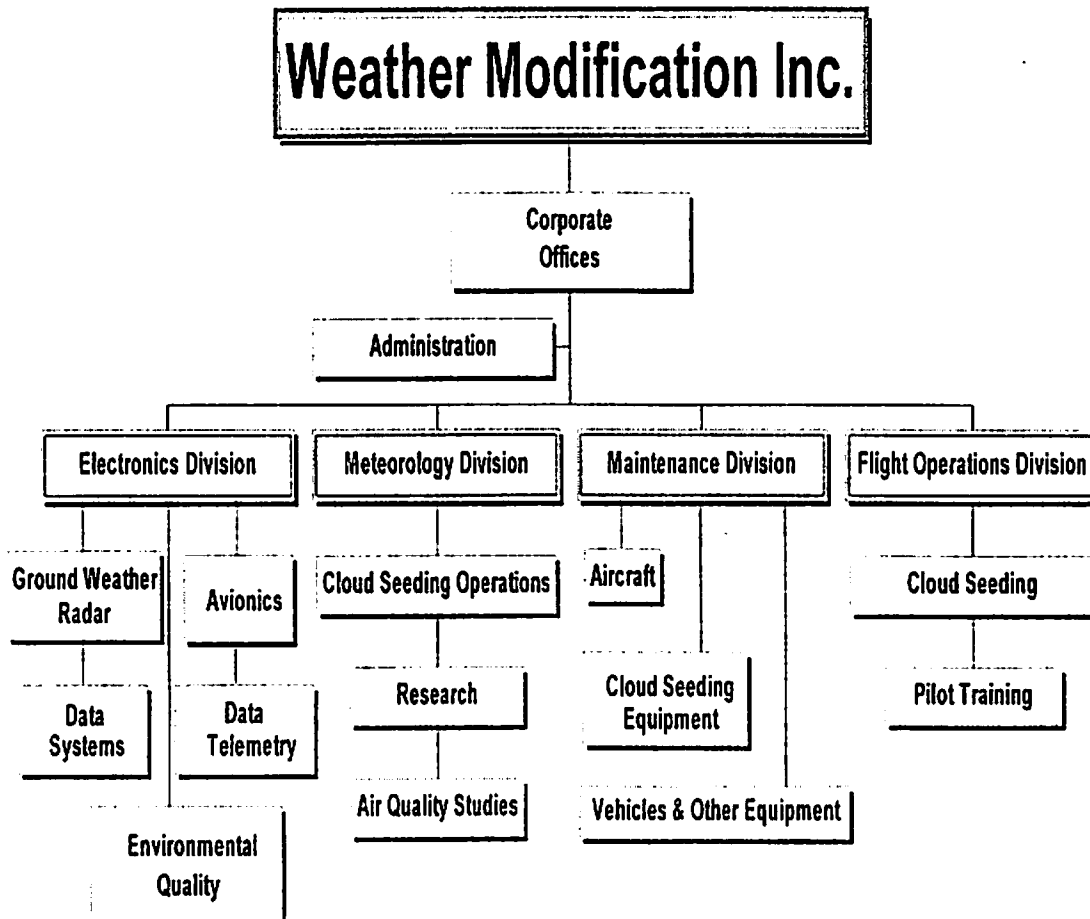 Weather Modification Inc.
Corporate
Offices
Administration
Electronics Division
Meteorology Division
Maintenance Division
Flight Operations Division
Ground Weather
Radar
Avionics
Cloud Seeding Operations
Aircraft
Cloud Seeding
Data
Systems
Data
Telemetry
Research
Cloud Seeding
Equipment
Pilot Training
Environmental
Quality
Air Quality Studies
Vehicles & Other Equipment